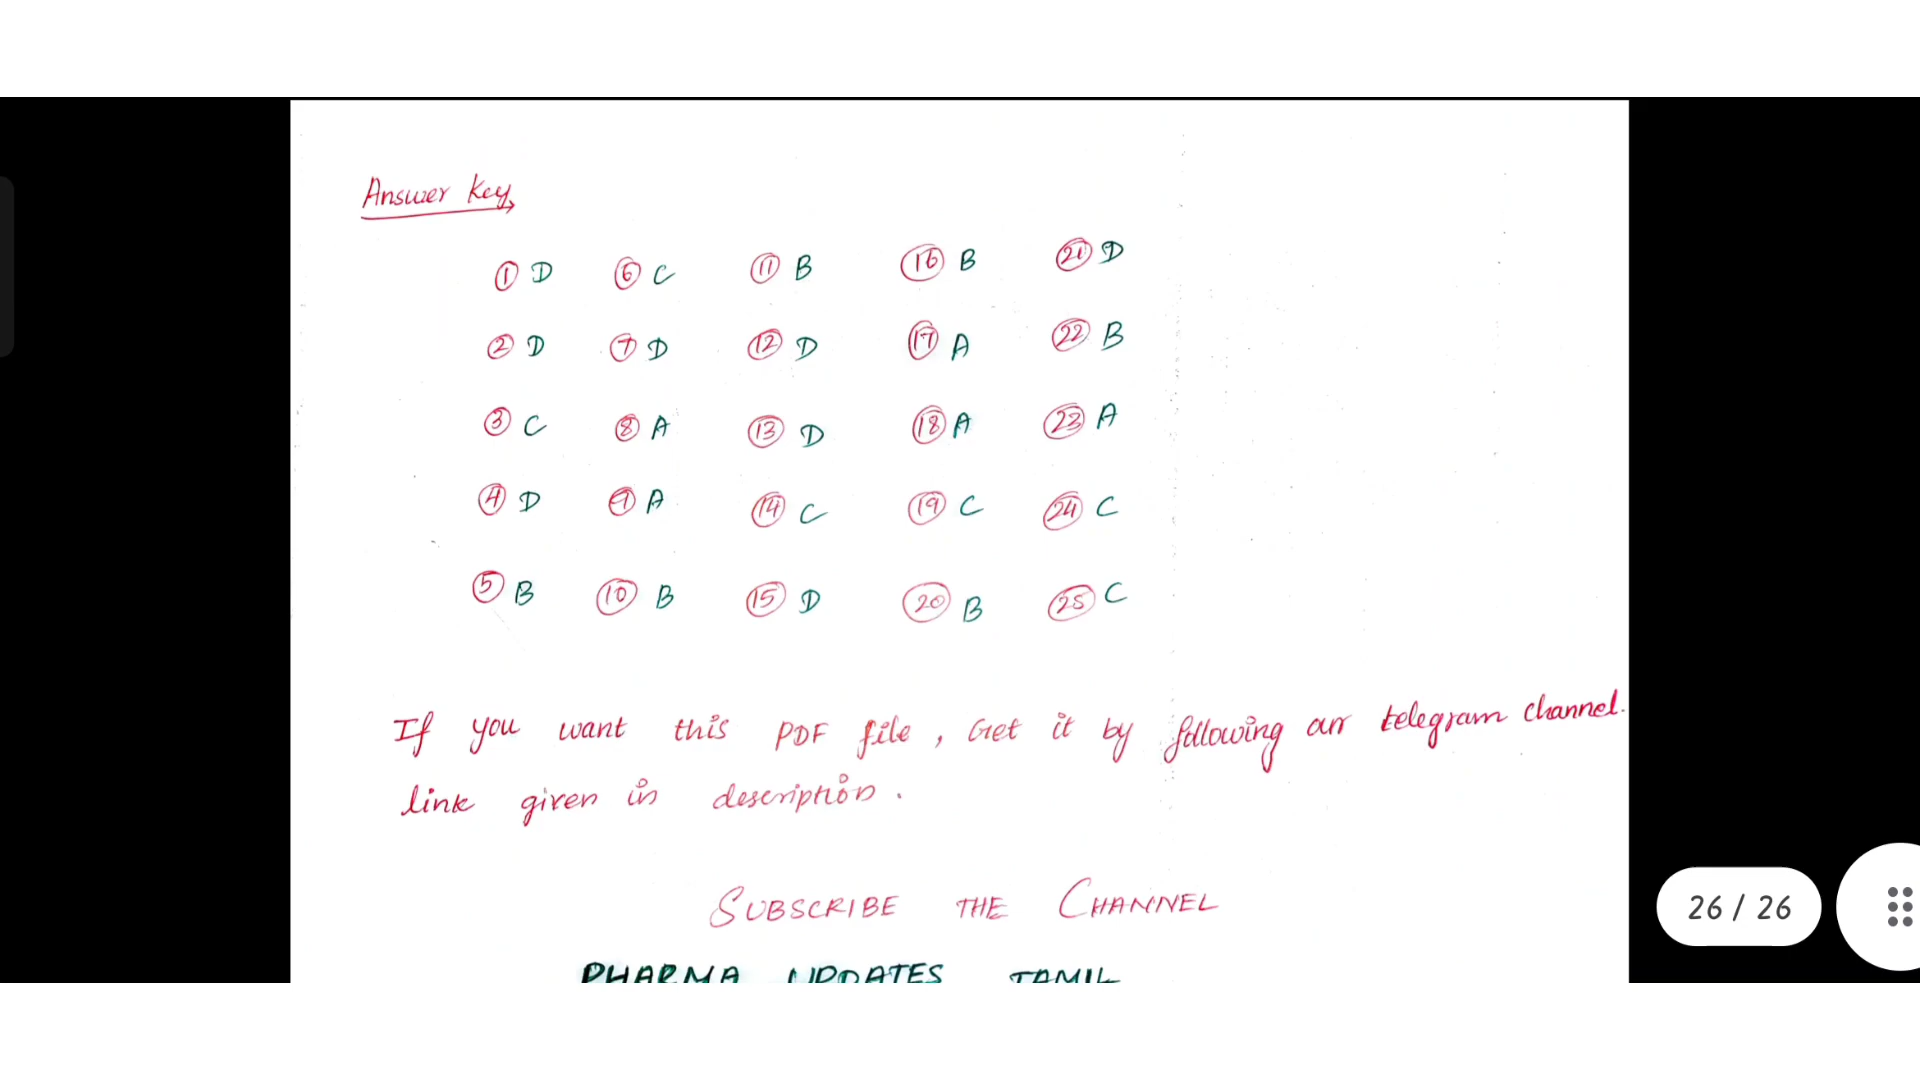 Answer Key
① D ⑥ C ⑪ B ⑯ B ㉑ D
② D ⑦ D ⑫ D ⑰ A ㉒ B
③ C ⑧ A ⑬ D ⑱ A ㉓ A
④ D ⑨ A ⑭ C ⑲ C ㉔ C
⑤ B ⑩ B ⑮ D ⑳ B ㉕ C
If you want this PDF file, Get it by following our telegram channel.
link given in description.
SUBSCRIBE THE CHANNEL
PHARMA UPDATES TAMIL
26 / 26